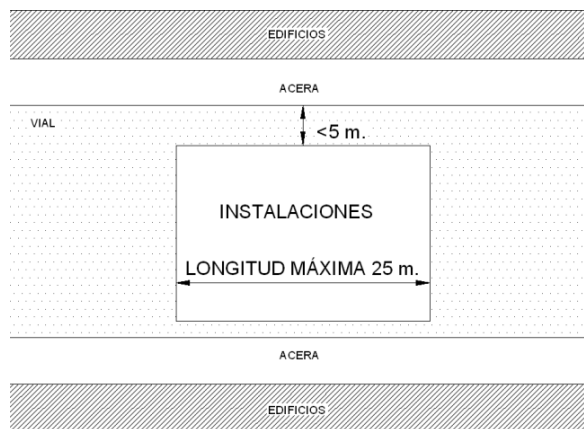 EDIFICIOS
ACERA
VIAL
<5 m.
INSTALACIONES
LONGITUD MÁXIMA 25 m.
ACERA
EDIFICIOS